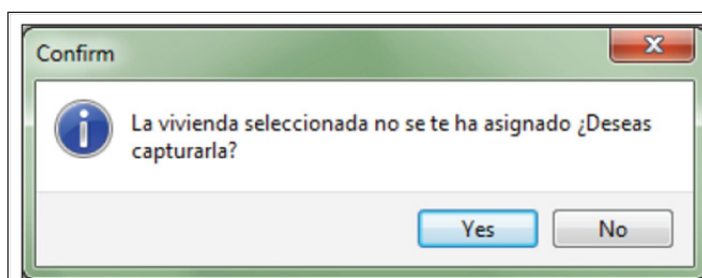 Confirm
La vivienda seleccionada no se te ha asignado ¿Deseas
capturarla?
Yes No